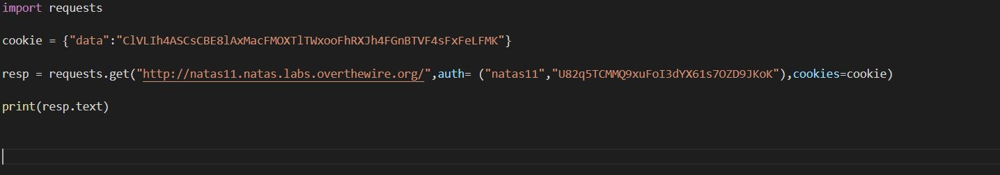 import requests
cookie = {"data":"ClVLIh4ASCsCBE8lAxMacFMOXTlTWxooFhRXJh4FGnBTVF4sFxFeLFMK"}
resp = requests.get("http://natas11.natas.labs.overthewire.org/",auth= ("natas11","U82q5TCMMQ9xuFoI3dYX61s7OZD9JKoK"),cookies=cookie)
print(resp.text)